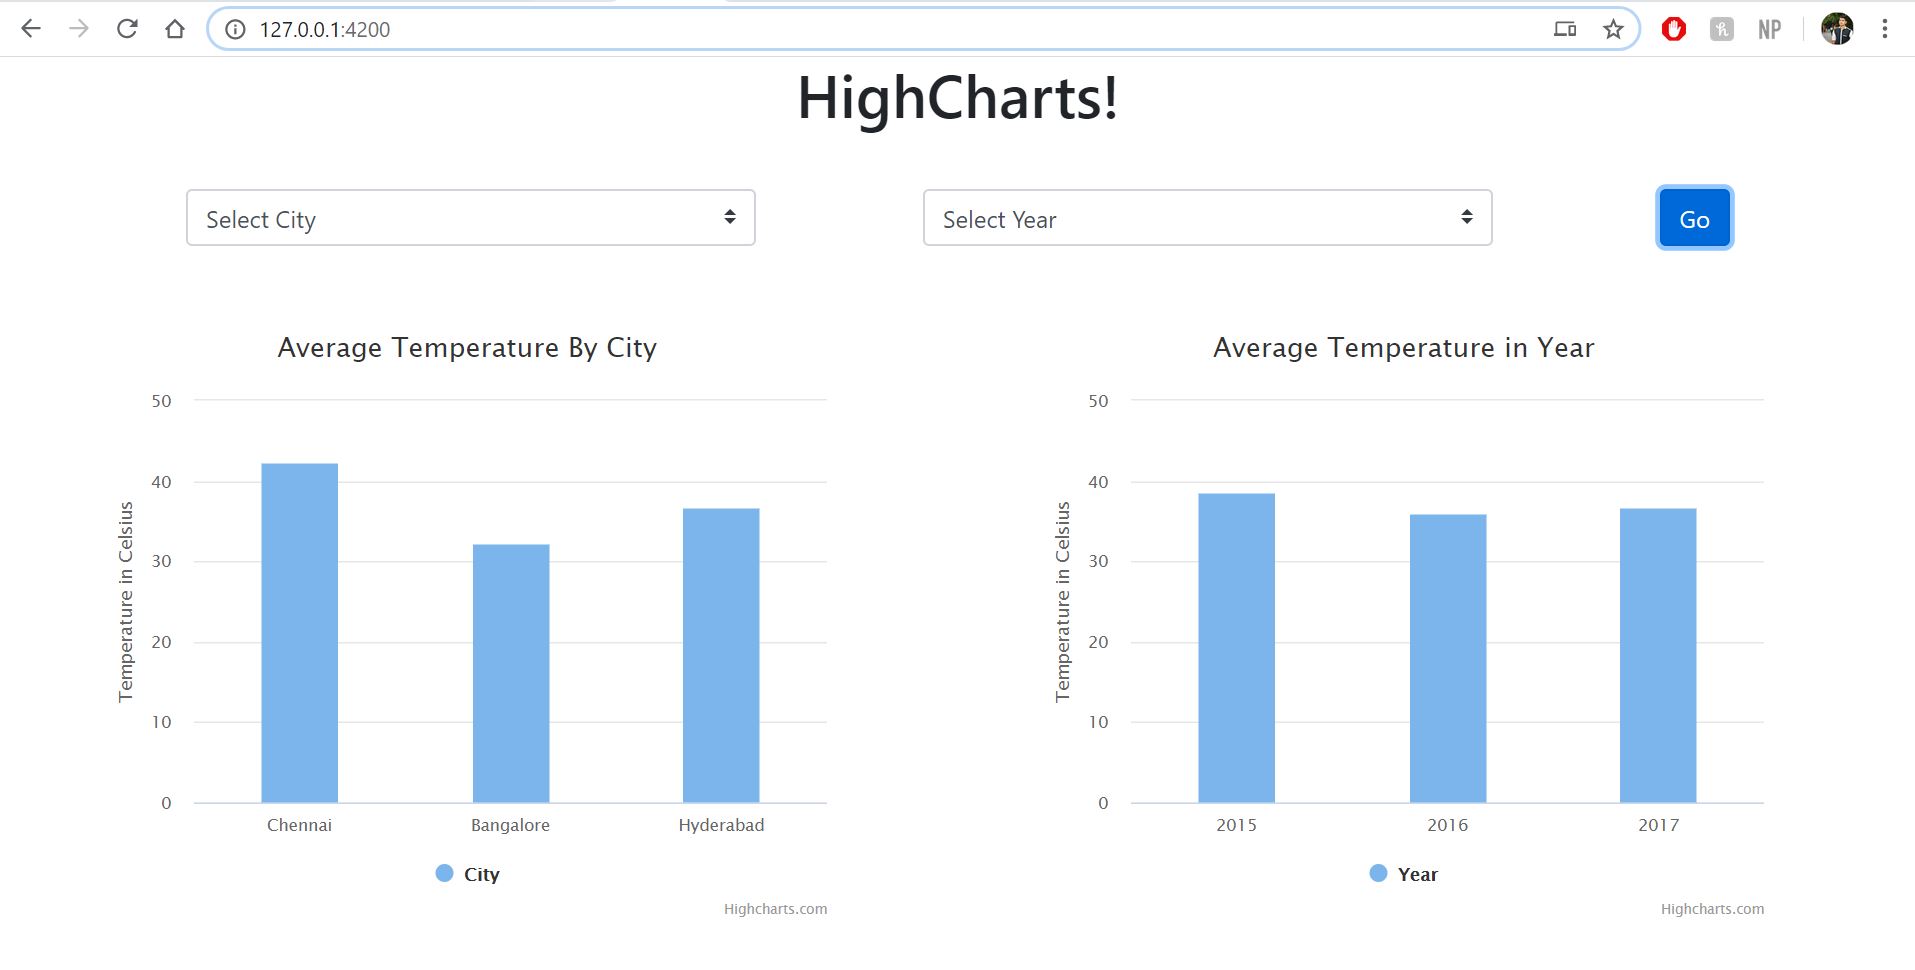 127.0.0.1:4200
NP
HighCharts!
Select City
Select Year
Go
Average Temperature By City
Temperature in Celsius
50
40
30
20
10
0
Chennai Bangalore Hyderabad
City
Highcharts.com
Average Temperature in Year
Temperature in Celsius
50
40
30
20
10
0
2015 2016 2017
Year
Highcharts.com